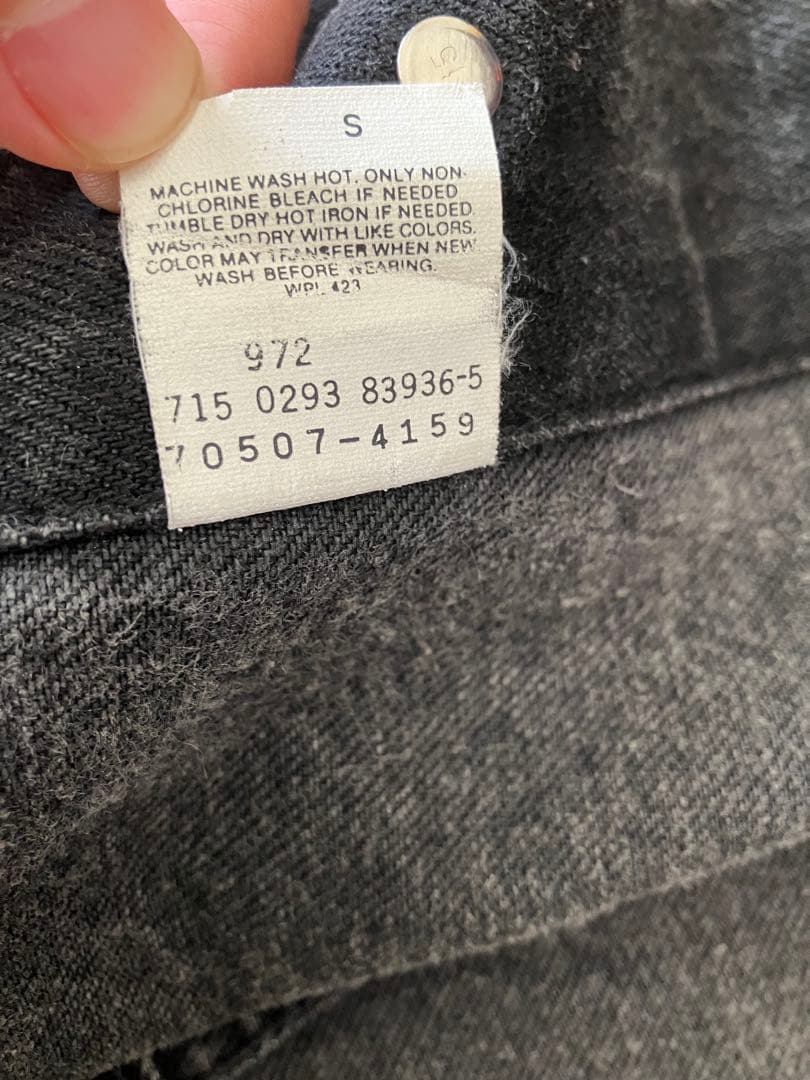 S
MACHINE WASH HOT. ONLY NON-
CHLORINE BLEACH IF NEEDED
TUMBLE DRY HOT IRON IF NEEDED
WASH AND DRY WITH LIKE COLORS.
COLOR MAY TRANSFER WHEN NEW
WASH BEFORE WEARING.
WPL 423
972
715 0293 83936-5
70507-4159